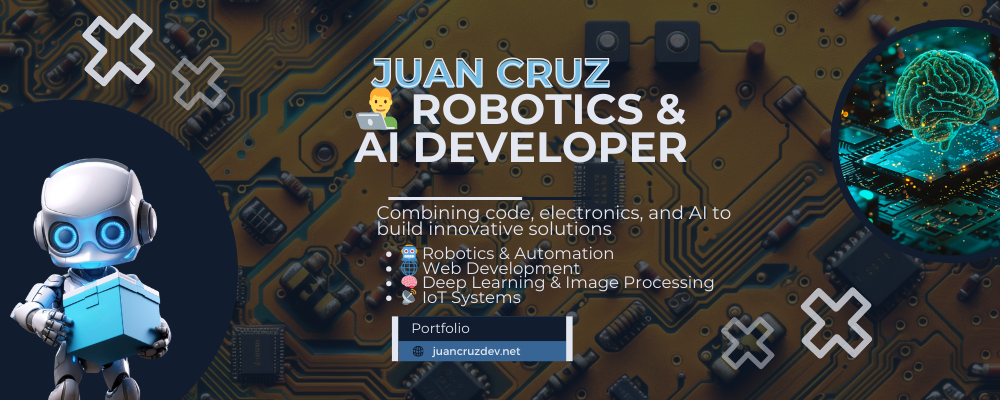 JUAN CRUZ
👨‍💻 ROBOTICS &
AI DEVELOPER
Combining code, electronics, and AI to
build innovative solutions
• 🤖 Robotics & Automation
• 🌐 Web Development
• 🧠 Deep Learning & Image Processing
• 📡 IoT Systems
Portfolio
juancruzdev.net